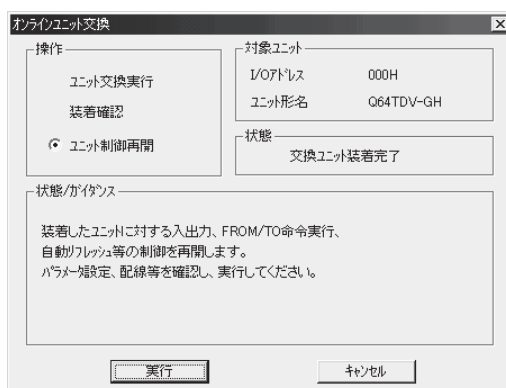 オンラインユニット交換
操作
ユニット交換実行
装着確認
ユニット制御再開
対象ユニット
I/Oアドレス 000H
ユニット形名 Q64TDV-GH
状態
交換ユニット装着完了
状態/ガイダンス
装着したユニットに対する入出力、FROM/TO命令実行、
自動リフレッシュ等の制御を再開します。
パラメータ設定、配線等を確認し、実行してください。
実行 キャンセル